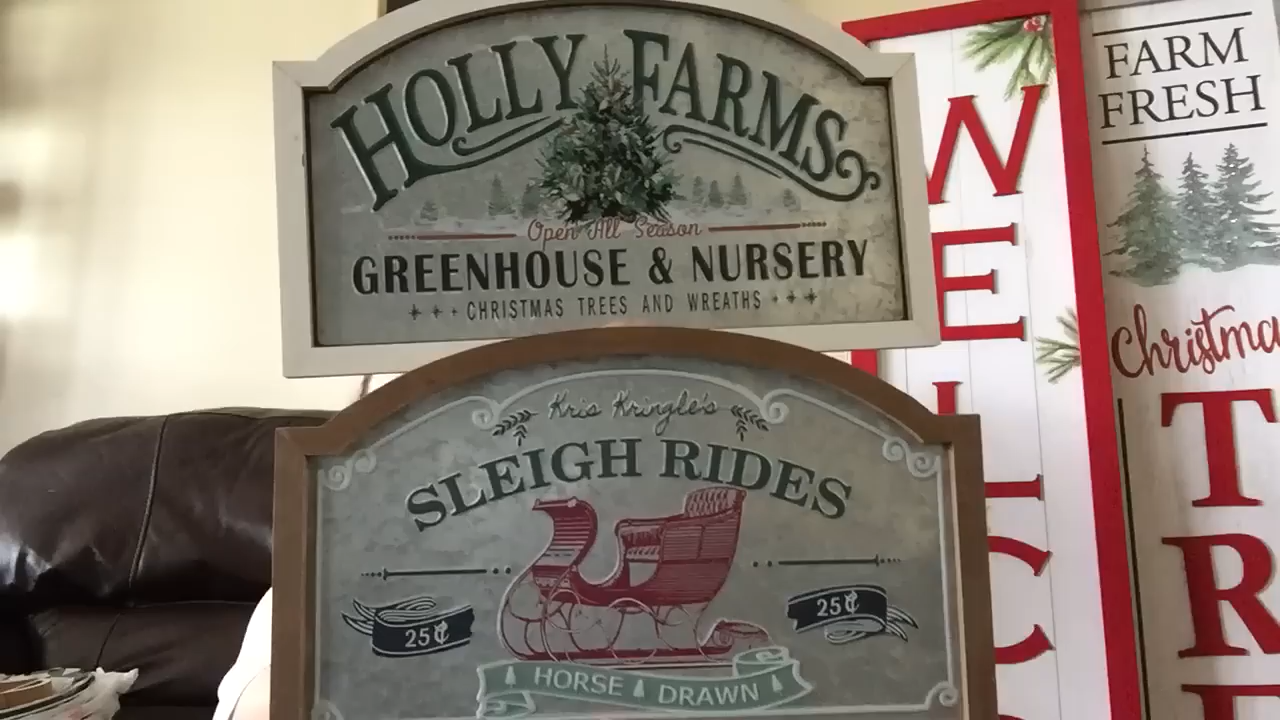 HOLLY FARMS
Open All Season
GREENHOUSE & NURSERY
CHRISTMAS TREES AND WREATHS
Kris Kringle's
SLEIGH RIDES
25¢
25¢
HORSE DRAWN
W
E
L
C
FARM
FRESH
Christma
T
R